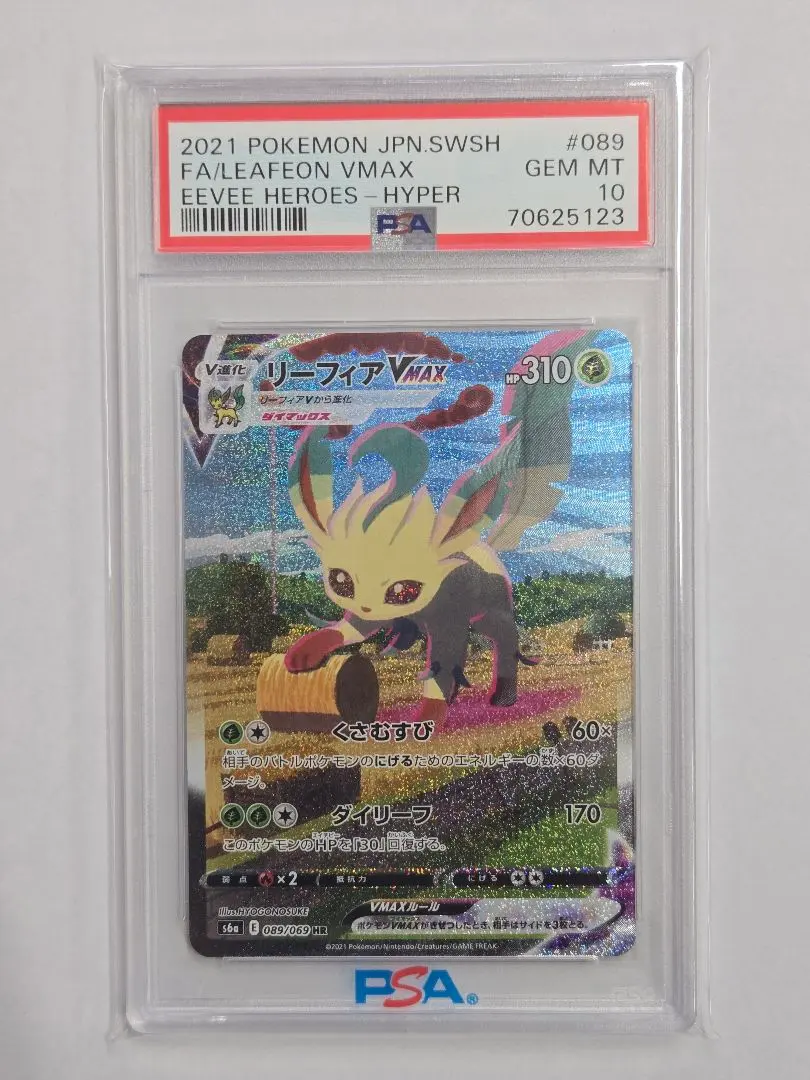 2021 POKEMON JPN.SWSH #089
FA/LEAFEON VMAX GEM MT
EEVEE HEROES-HYPER 10
PSA 70625123
V進化 リーフィア VMAX HP 310
リーフィアVから進化
ダイマックス
くさむすび 60×
相手のバトルポケモンのにげるためのエネルギーの数×60ダ
メージ。
ダイリーフ 170
このポケモンのHPを「30」回復する。
弱点 ×2 抵抗力 にげる
Illus.HYOGONOSUKE VMAXルール
s6a E 089/069 HR ポケモンVMAXがきぜつしたとき、相手はサイドを3枚とる。
©2021 Pokémon/Nintendo/Creatures/GAME FREAK
PSA®